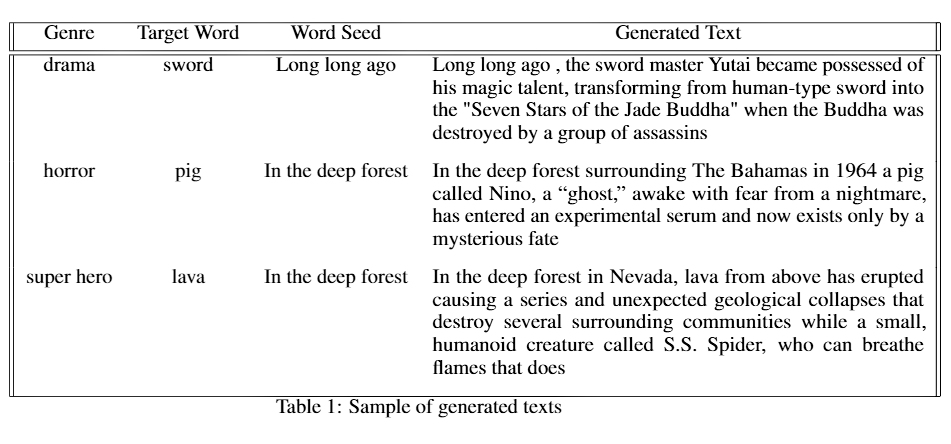 Genre Target Word Word Seed Generated Text
drama sword Long long ago Long long ago , the sword master Yutai became possessed of
his magic talent, transforming from human-type sword into
the "Seven Stars of the Jade Buddha" when the Buddha was
destroyed by a group of assassins
horror pig In the deep forest In the deep forest surrounding The Bahamas in 1964 a pig
called Nino, a “ghost,” awake with fear from a nightmare,
has entered an experimental serum and now exists only by a
mysterious fate
super hero lava In the deep forest In the deep forest in Nevada, lava from above has erupted
causing a series and unexpected geological collapses that
destroy several surrounding communities while a small,
humanoid creature called S.S. Spider, who can breathe
flames that does
Table 1: Sample of generated texts